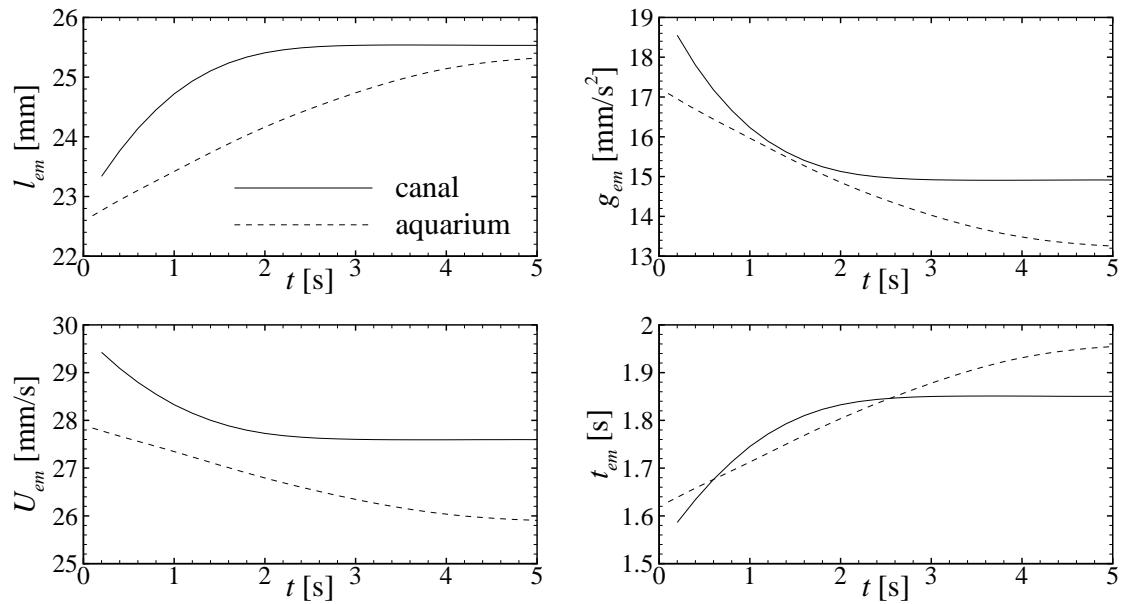 26
25
24
23
22
l_em [mm]
canal
aquarium
0 1 2 3 4 5
t [s]
19
18
17
16
15
14
13
g_em [mm/s²]
0 1 2 3 4 5
t [s]
30
29
28
27
26
25
U_em [mm/s]
0 1 2 3 4 5
t [s]
2
1.9
1.8
1.7
1.6
1.5
t_em [s]
0 1 2 3 4 5
t [s]